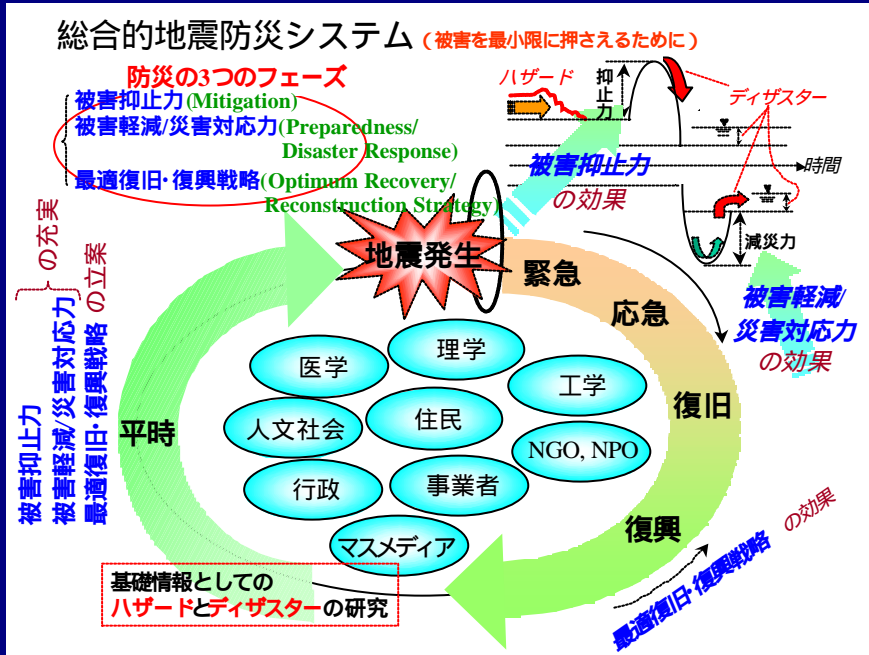 総合的地震防災システム（被害を最小限に押さえるために）
防災の3つのフェーズ
被害抑止力(Mitigation)
被害軽減/災害対応力(Preparedness/
Disaster Response)
最適復旧･復興戦略(Optimum Recovery/
Reconstruction Strategy)
ハザード
抑止力
ディザスター
時間
減災力
被害抑止力
の効果
被害軽減/
災害対応力
の効果
地震発生
緊急
応急
復旧
復興
平時
被害抑止力
被害軽減/災害対応力
の充実
最適復旧･復興戦略の立案
医学
理学
工学
人文社会
住民
NGO, NPO
行政
事業者
マスメディア
最適復旧･復興戦略の効果
基礎情報としての
ハザードとディザスターの研究